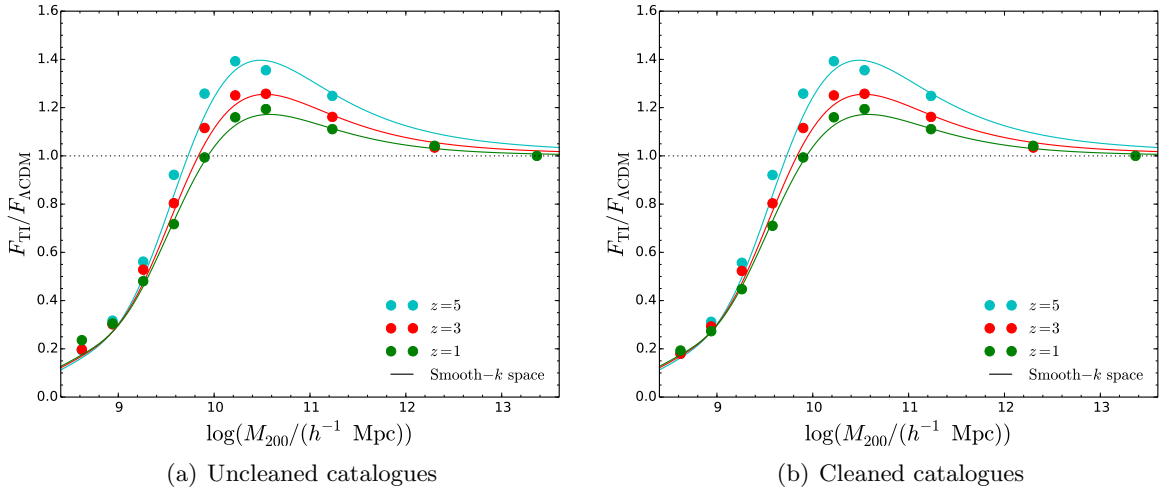 1.6
1.4
1.2
1.0
0.8
0.6
0.4
0.2
0.0
F_TI/F_ΛCDM
z=5
z=3
z=1
Smooth−k space
9 10 11 12 13
log(M_200/(h^−1 Mpc))
(a) Uncleaned catalogues
1.6
1.4
1.2
1.0
0.8
0.6
0.4
0.2
0.0
F_TI/F_ΛCDM
z=5
z=3
z=1
Smooth−k space
9 10 11 12 13
log(M_200/(h^−1 Mpc))
(b) Cleaned catalogues